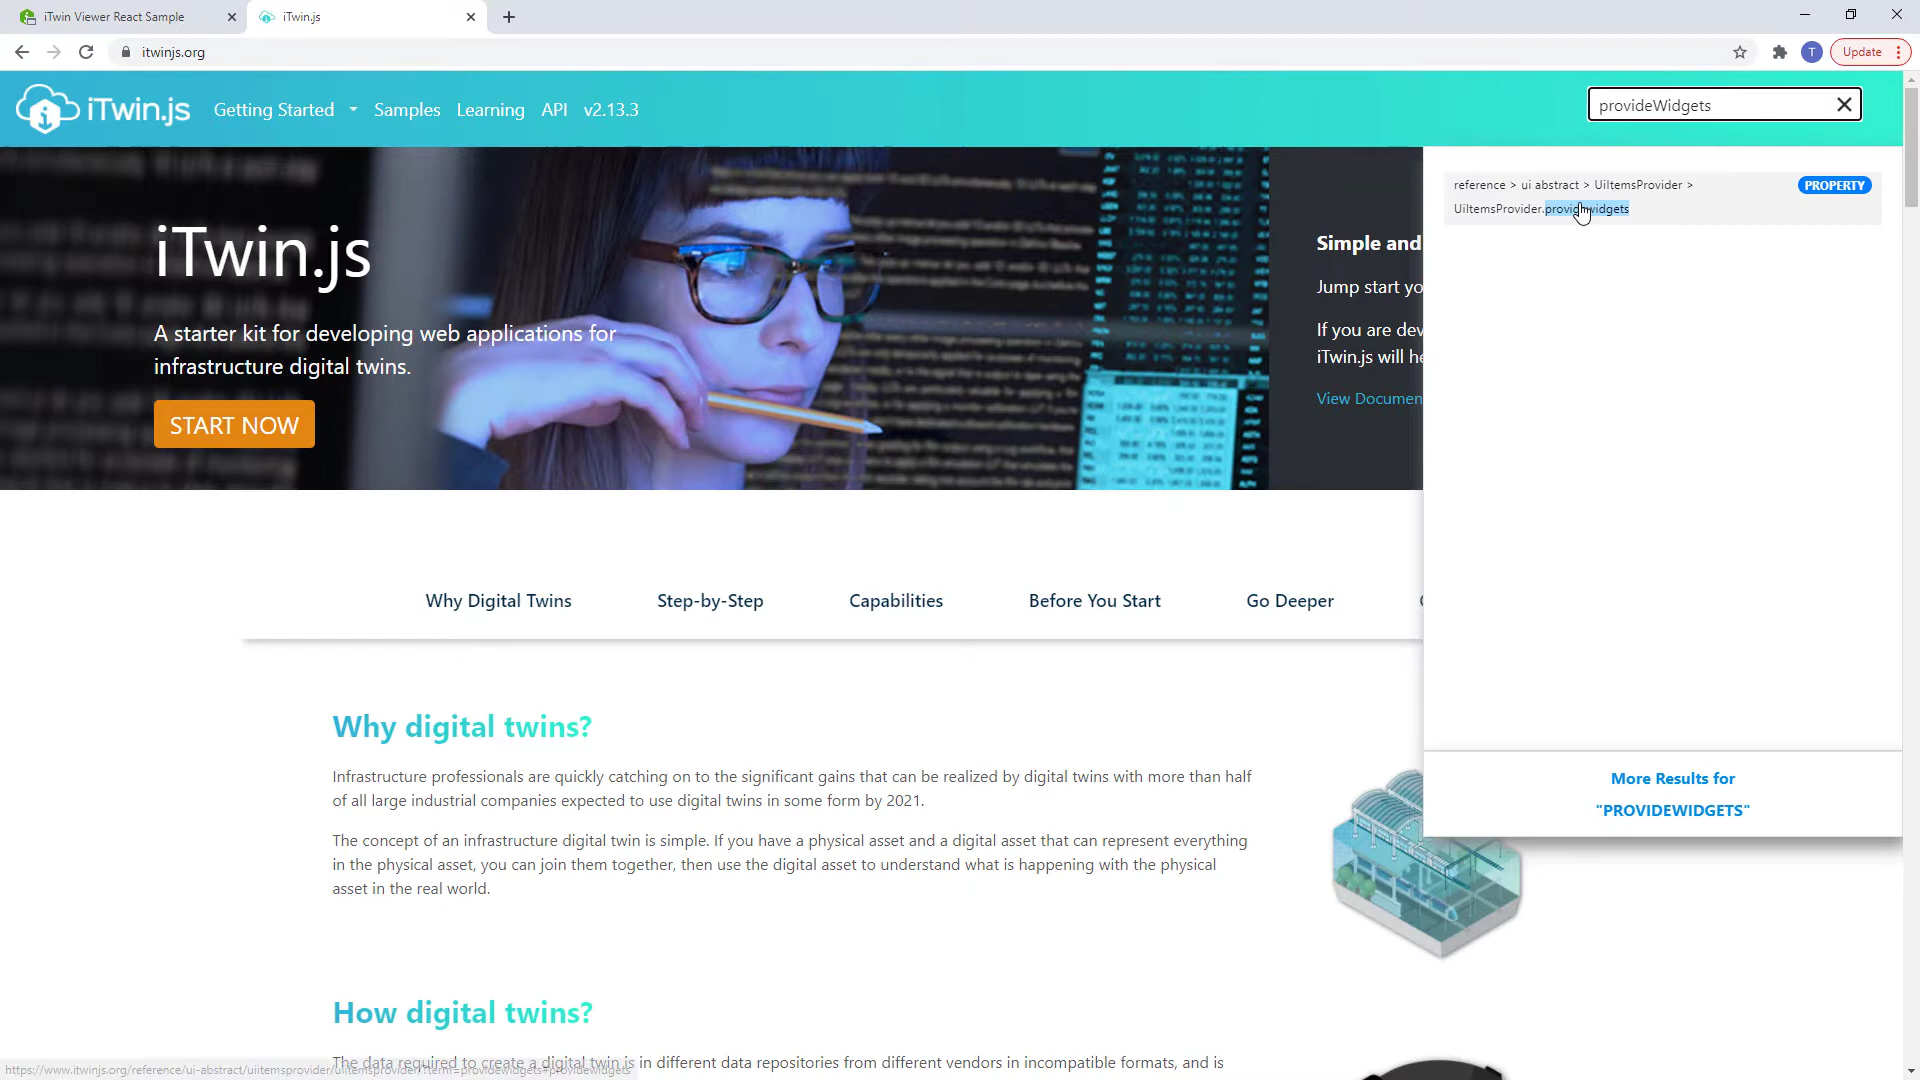 iTwin Viewer React Sample
iTwin.js
itwinjs.org
T
Update
iTwin.js
Getting Started
Samples
Learning
API
v2.13.3
provideWidgets
reference > ui abstract > UiItemsProvider >
PROPERTY
UiItemsProvider.providewidgets
iTwin.js
A starter kit for developing web applications for
infrastructure digital twins.
START NOW
Simple and
Jump start yo
If you are dev
iTwin.js will he
View Documen
Why Digital Twins
Step-by-Step
Capabilities
Before You Start
Go Deeper
More Results for
"PROVIDEWIDGETS"
Why digital twins?
Infrastructure professionals are quickly catching on to the significant gains that can be realized by digital twins with more than half
of all large industrial companies expected to use digital twins in some form by 2021.
The concept of an infrastructure digital twin is simple. If you have a physical asset and a digital asset that can represent everything
in the physical asset, you can join them together, then use the digital asset to understand what is happening with the physical
asset in the real world.
How digital twins?
The data required to create a digital twin is in different data repositories from different vendors in incompatible formats, and is
https://www.itwinjs.org/reference/ui-abstract/uiitemsprovider/uiitemsprovider/?term=providewidgets#providewidgets